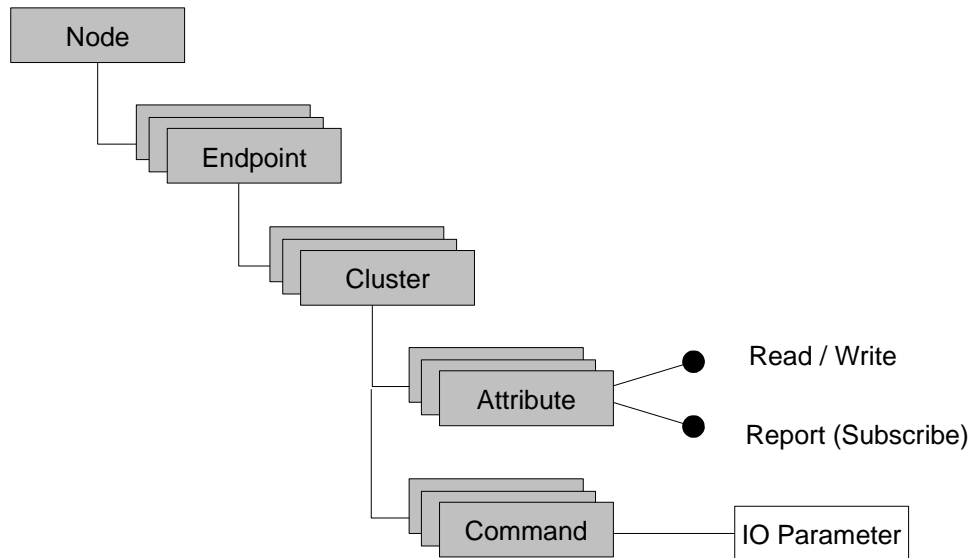 Node
Endpoint
Cluster
Attribute
Read / Write
Report (Subscribe)
Command
IO Parameter